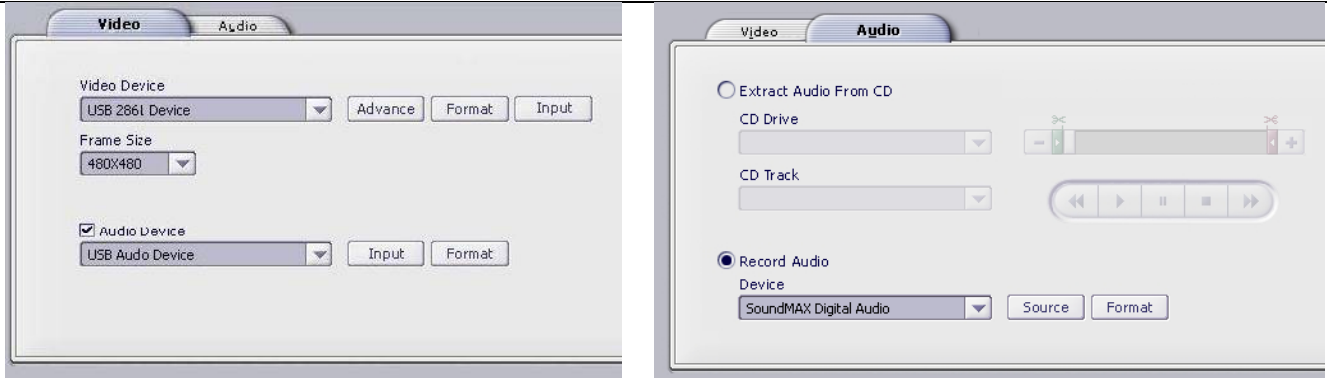 Video Audio
Video Device
USB 2861 Device Advance Format Input
Frame Size
480X480
Audio Device
USB Audo Device Input Format
Video Audio
Extract Audio From CD
CD Drive
CD Track
Record Audio
Device
SoundMAX Digital Audio Source Format